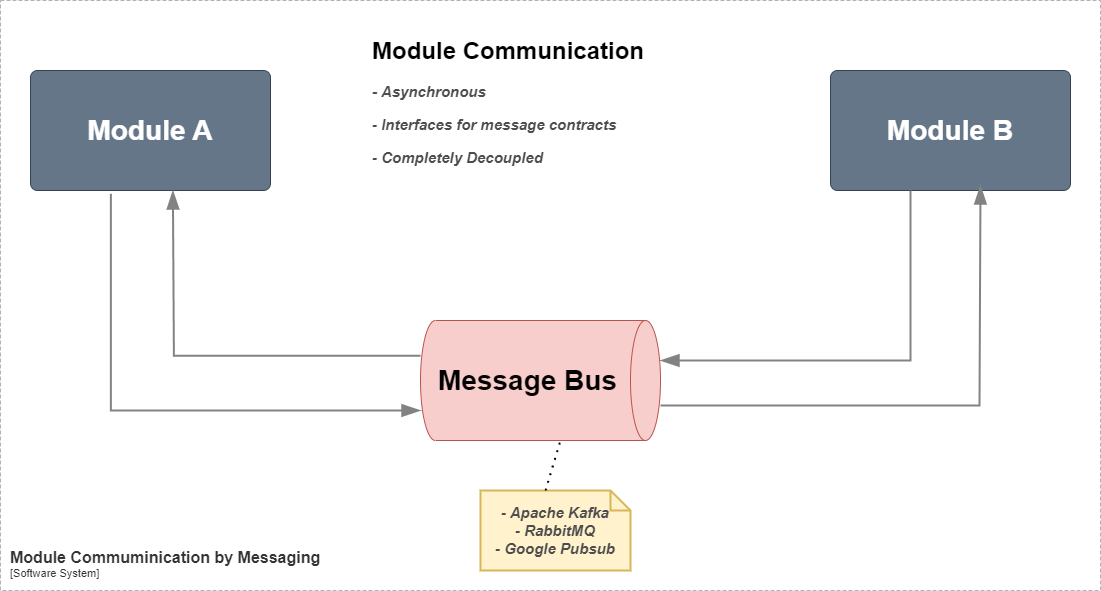 Module Communication
- Asynchronous
- Interfaces for message contracts
- Completely Decoupled
Module A
Module B
Message Bus
- Apache Kafka
- RabbitMQ
- Google Pubsub
Module Commuminication by Messaging
[Software System]